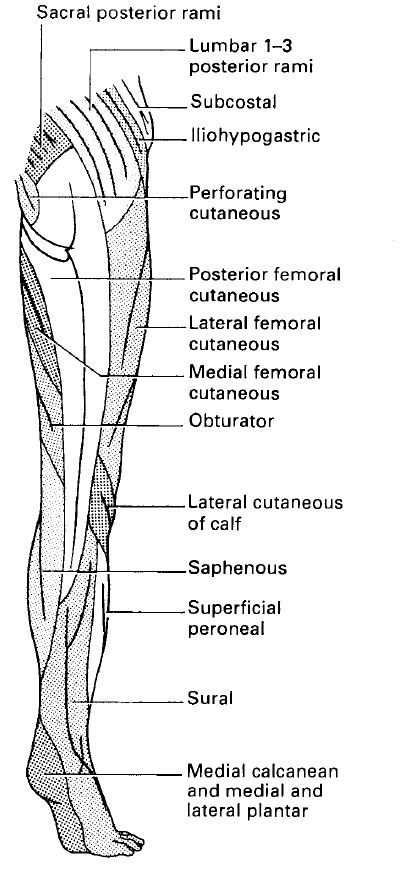 Sacral posterior rami
Lumbar 1–3
posterior rami
Subcostal
Iliohypogastric
Perforating
cutaneous
Posterior femoral
cutaneous
Lateral femoral
cutaneous
Medial femoral
cutaneous
Obturator
Lateral cutaneous
of calf
Saphenous
Superficial
peroneal
Sural
Medial calcanean
and medial and
lateral plantar